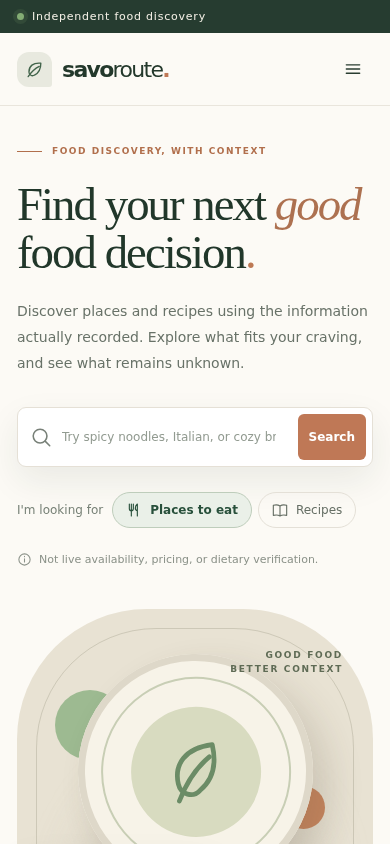 Independent food discovery
savoroute.
FOOD DISCOVERY, WITH CONTEXT
Find your next good
food decision.
Discover places and recipes using the information
actually recorded. Explore what fits your craving,
and see what remains unknown.
Try spicy noodles, Italian, or cozy br
Search
I'm looking for
Places to eat
Recipes
Not live availability, pricing, or dietary verification.
GOOD FOOD
BETTER CONTEXT